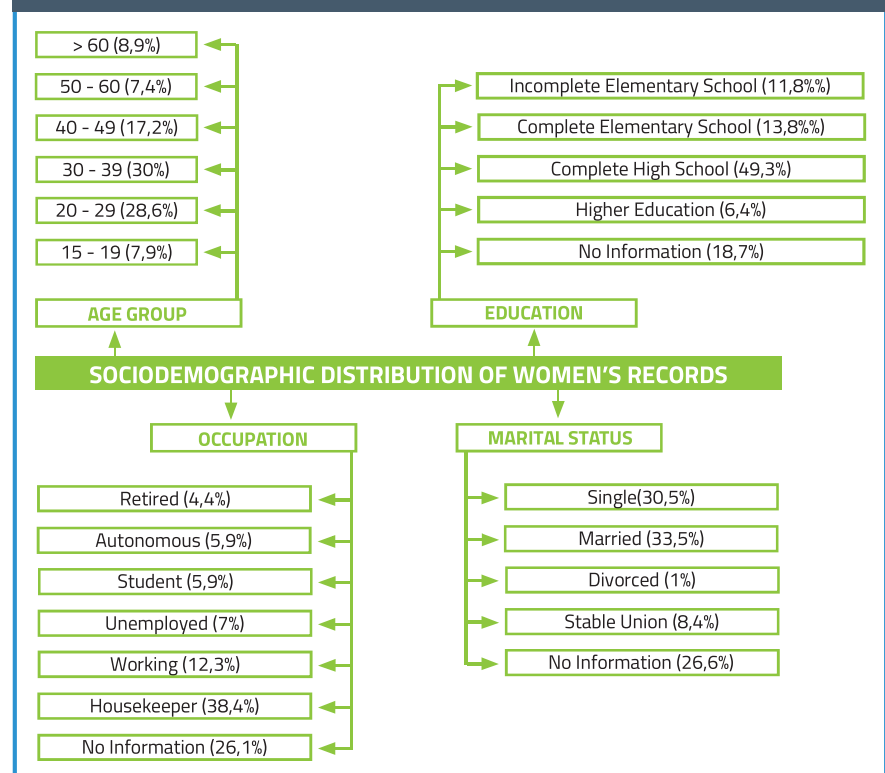 > 60 (8,9%)
50 - 60 (7,4%)
40 - 49 (17,2%)
30 - 39 (30%)
20 - 29 (28,6%)
15 - 19 (7,9%)
AGE GROUP
Incomplete Elementary School (11,8%%)
Complete Elementary School (13,8%%)
Complete High School (49,3%)
Higher Education (6,4%)
No Information (18,7%)
EDUCATION
SOCIODEMOGRAPHIC DISTRIBUTION OF WOMEN'S RECORDS
OCCUPATION
Retired (4,4%)
Autonomous (5,9%)
Student (5,9%)
Unemployed (7%)
Working (12,3%)
Housekeeper (38,4%)
No Information (26,1%)
MARITAL STATUS
Single(30,5%)
Married (33,5%)
Divorced (1%)
Stable Union (8,4%)
No Information (26,6%)